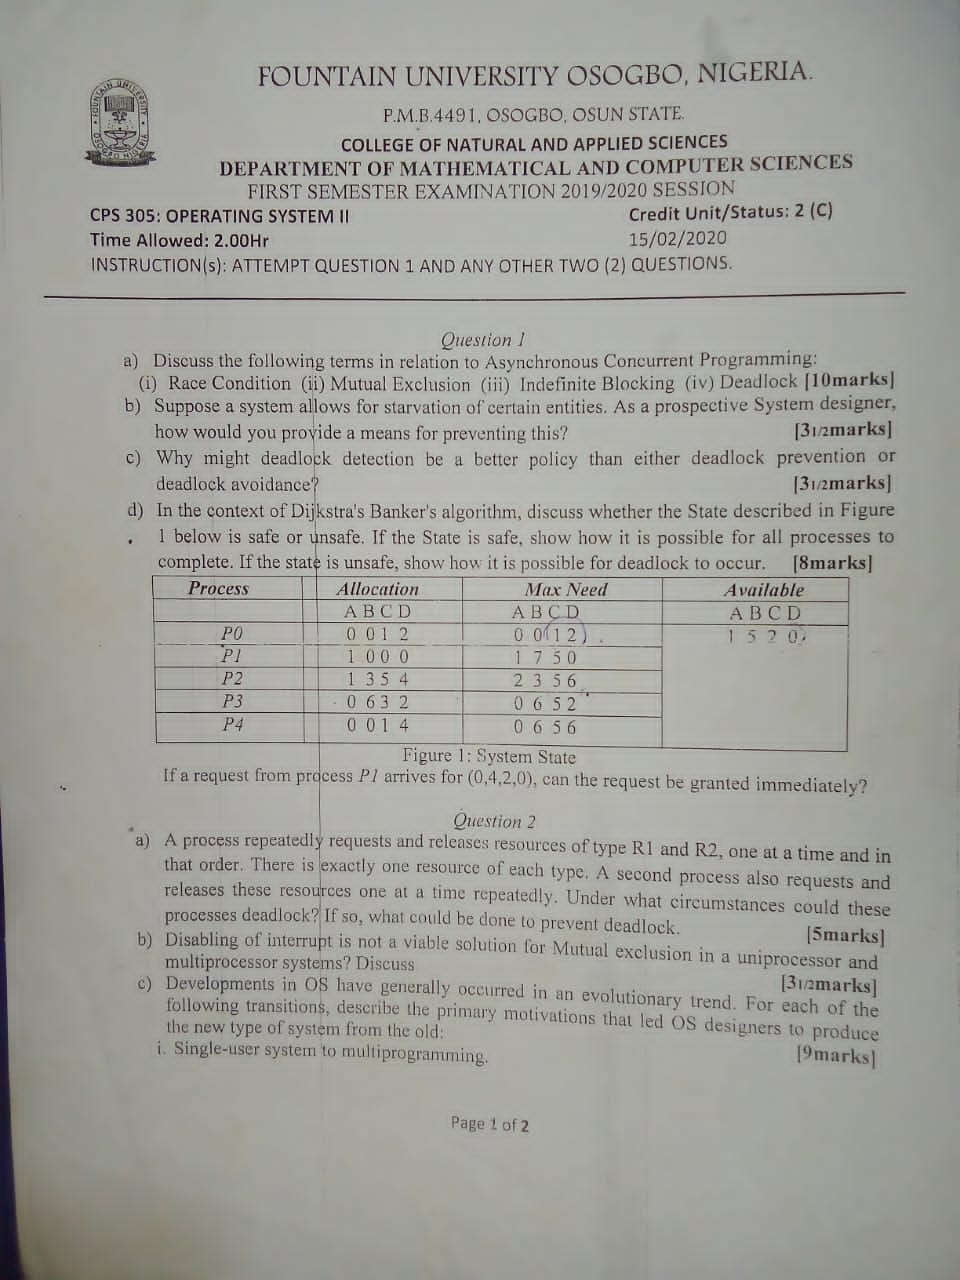 FOUNTAIN UNIVERSITY OSOGBO, NIGERIA.
P.M.B.4491, OSOGBO, OSUN STATE.
COLLEGE OF NATURAL AND APPLIED SCIENCES
DEPARTMENT OF MATHEMATICAL AND COMPUTER SCIENCES
FIRST SEMESTER EXAMINATION 2019/2020 SESSION
CPS 305: OPERATING SYSTEM II Credit Unit/Status: 2 (C)
Time Allowed: 2.00Hr 15/02/2020
INSTRUCTION(s): ATTEMPT QUESTION 1 AND ANY OTHER TWO (2) QUESTIONS.
Question 1
a) Discuss the following terms in relation to Asynchronous Concurrent Programming:
(i) Race Condition (ii) Mutual Exclusion (iii) Indefinite Blocking (iv) Deadlock [10marks]
b) Suppose a system allows for starvation of certain entities. As a prospective System designer,
how would you provide a means for preventing this? [31/2marks]
c) Why might deadlock detection be a better policy than either deadlock prevention or
deadlock avoidance? [31/2marks]
d) In the context of Dijkstra's Banker's algorithm, discuss whether the State described in Figure
1 below is safe or unsafe. If the State is safe, show how it is possible for all processes to
complete. If the state is unsafe, show how it is possible for deadlock to occur. [8marks]
Process Allocation Max Need Available
A B C D A B C D A B C D
P0 0 0 1 2 0 0 1 2 1 5 2 0
P1 1 0 0 0 1 7 5 0
P2 1 3 5 4 2 3 5 6
P3 0 6 3 2 0 6 5 2
P4 0 0 1 4 0 6 5 6
Figure 1: System State
If a request from process P1 arrives for (0,4,2,0), can the request be granted immediately?
Question 2
a) A process repeatedly requests and releases resources of type R1 and R2, one at a time and in
that order. There is exactly one resource of each type. A second process also requests and
releases these resources one at a time repeatedly. Under what circumstances could these
processes deadlock? If so, what could be done to prevent deadlock. [5marks]
b) Disabling of interrupt is not a viable solution for Mutual exclusion in a uniprocessor and
multiprocessor systems? Discuss [31/2marks]
c) Developments in OS have generally occurred in an evolutionary trend. For each of the
following transitions, describe the primary motivations that led OS designers to produce
the new type of system from the old:
i. Single-user system to multiprogramming. [9marks]
Page 1 of 2